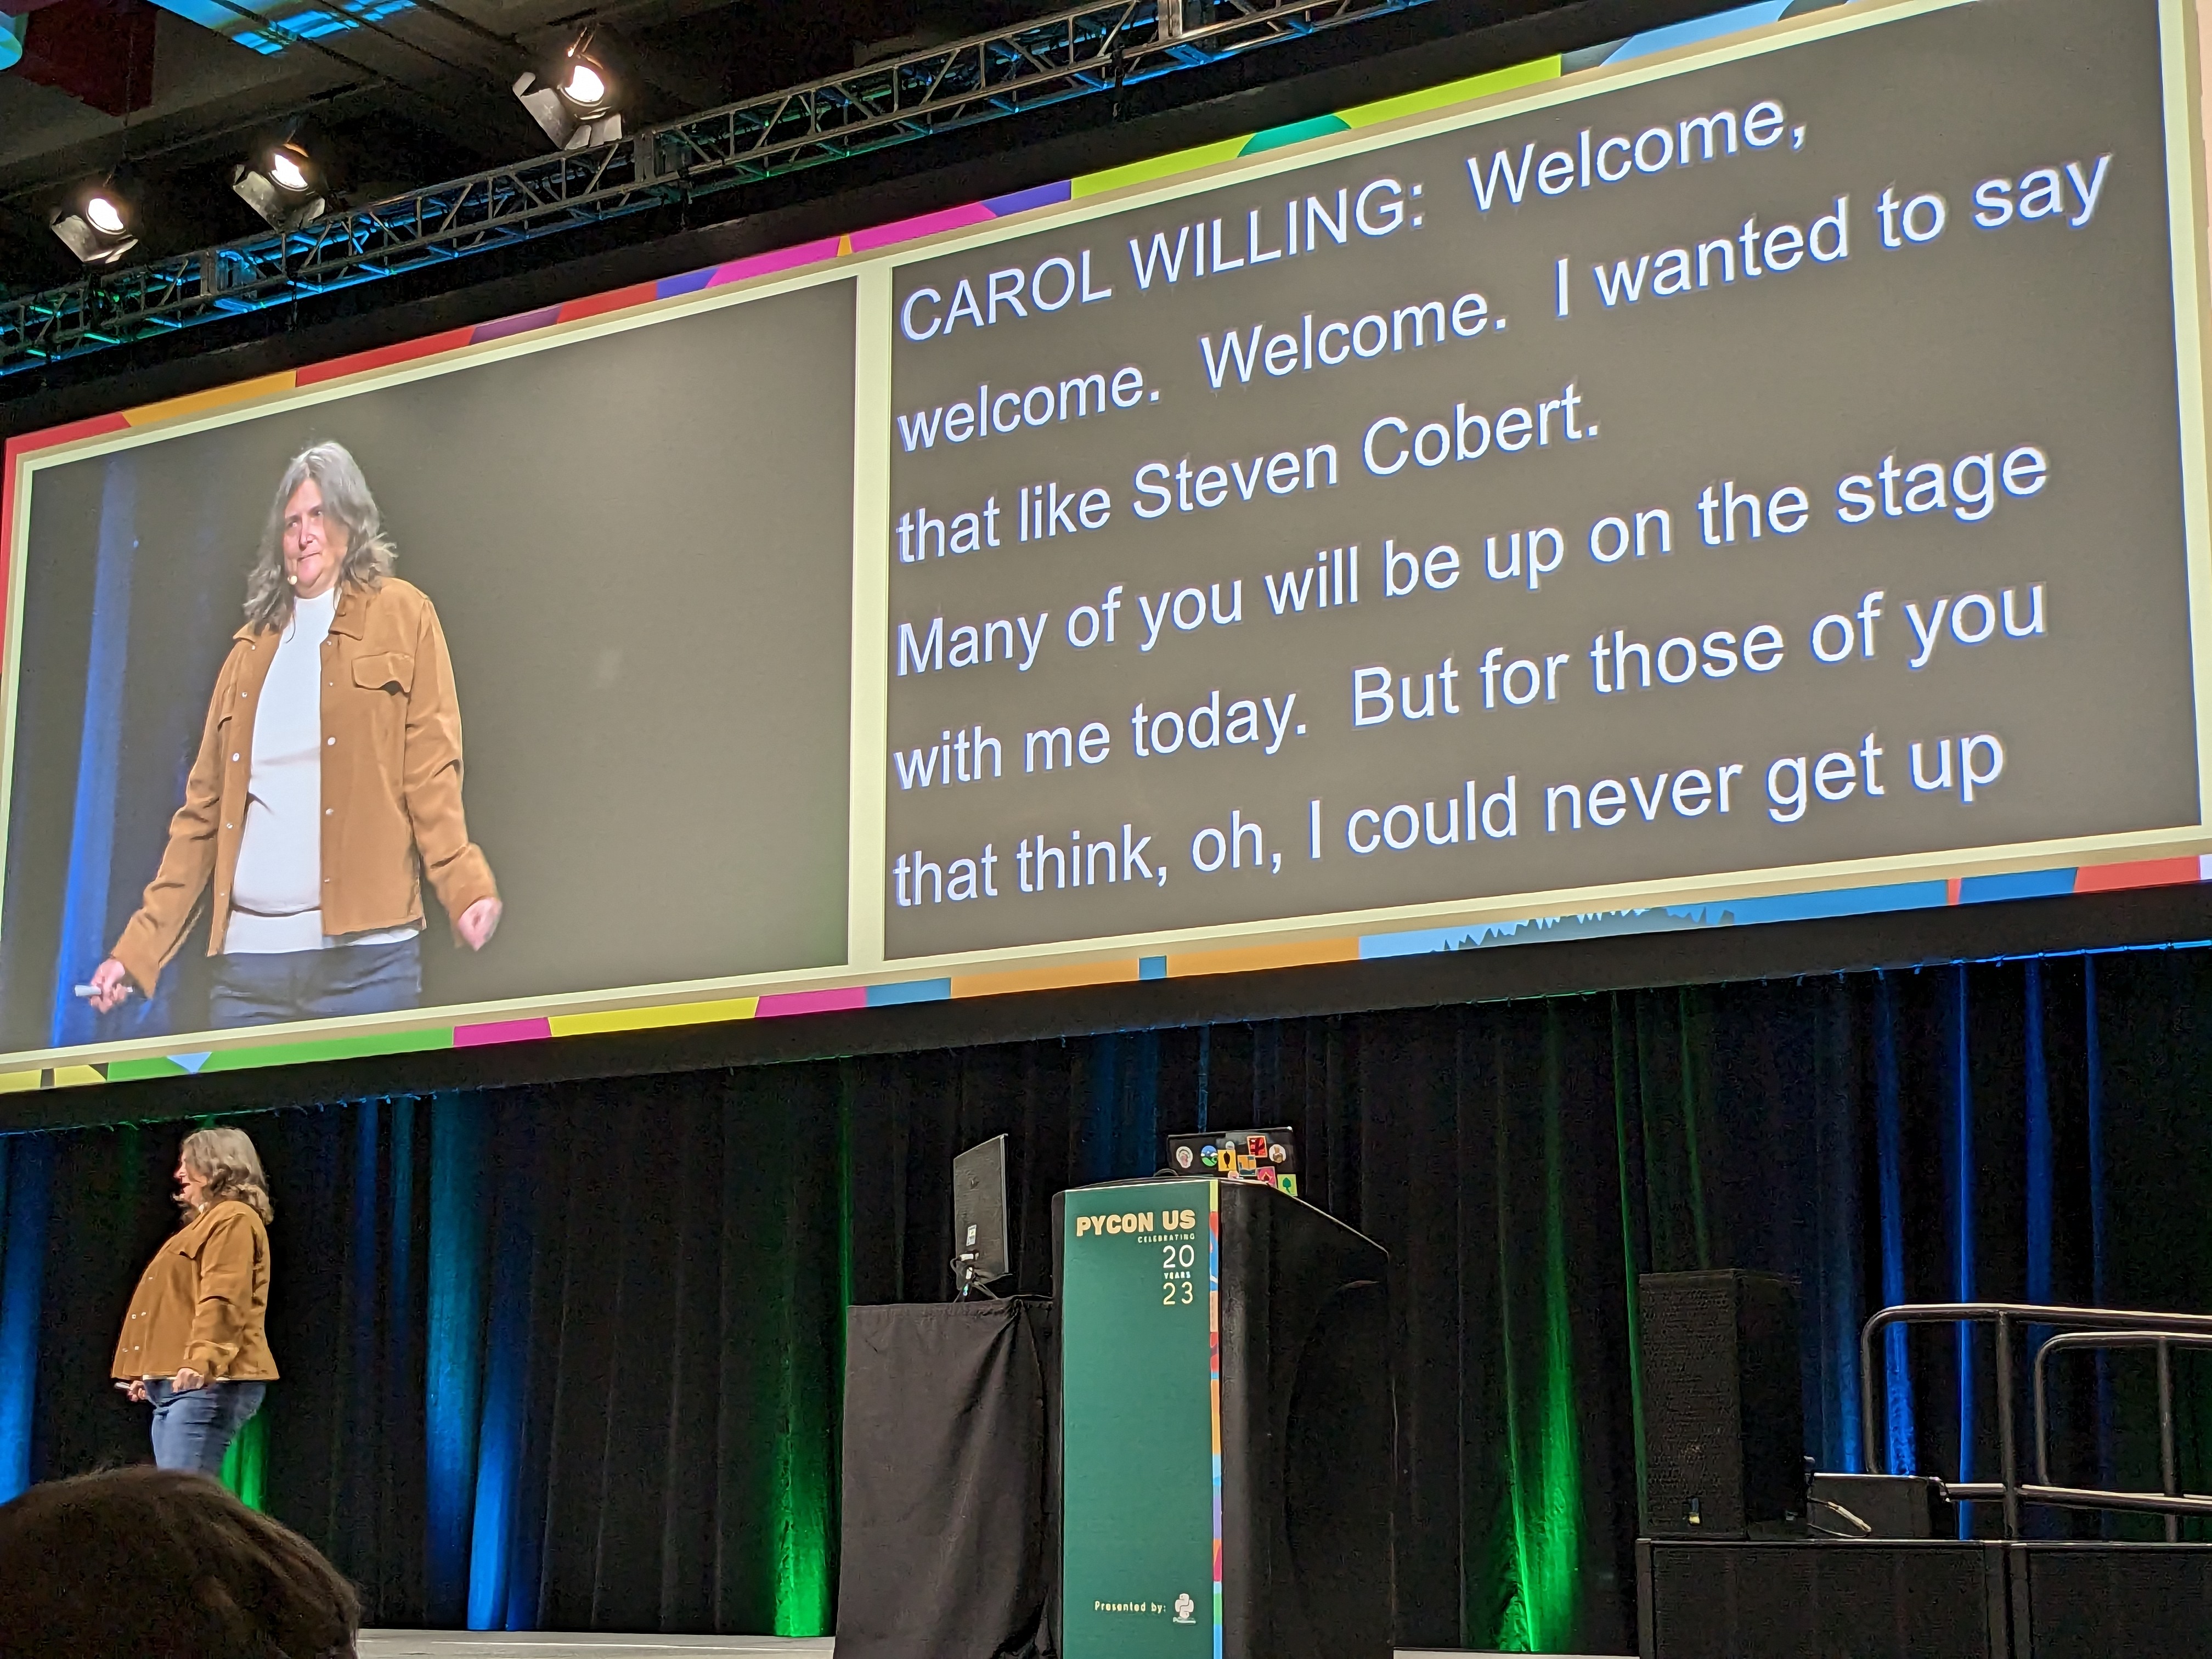 CAROL WILLING:  Welcome,
welcome.  Welcome.  I wanted to say
that like Steven Cobert.
Many of you will be up on the stage
with me today.  But for those of you
that think, oh, I could never get up
PYCON US
CELEBRATING
20
YEARS
23
Presented by: